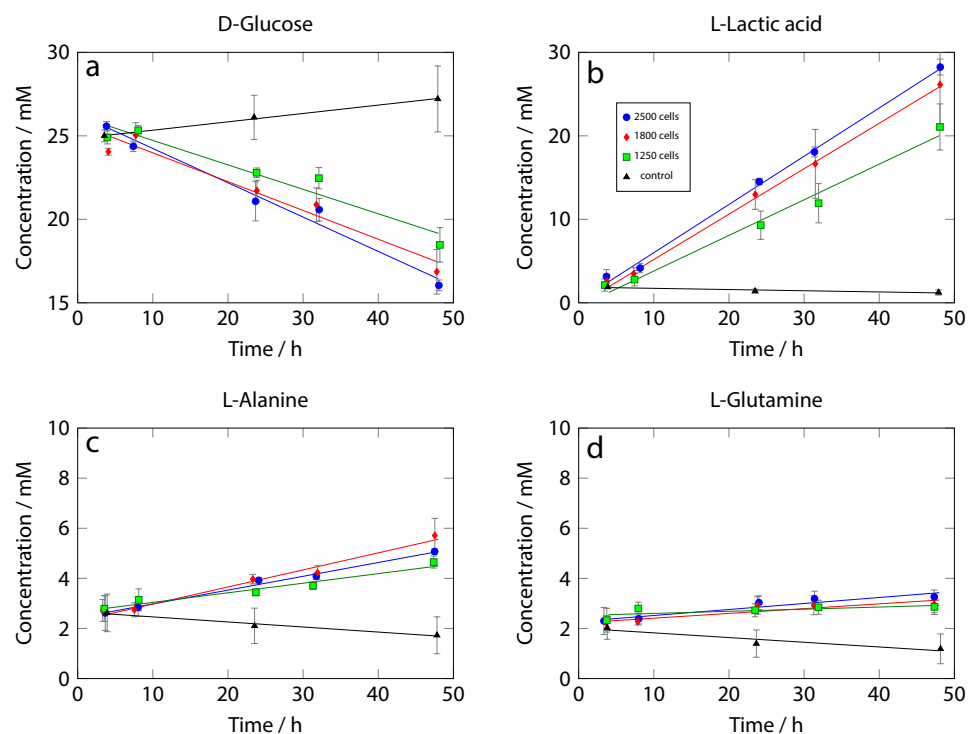 D-Glucose
a
30
25
20
15
Concentration / mM
0 10 20 30 40 50
Time / h
L-Lactic acid
b
30
20
10
0
Concentration / mM
2500 cells
1800 cells
1250 cells
control
0 10 20 30 40 50
Time / h
L-Alanine
c
10
8
6
4
2
0
Concentration / mM
0 10 20 30 40 50
Time / h
L-Glutamine
d
10
8
6
4
2
0
Concentration / mM
0 10 20 30 40 50
Time / h